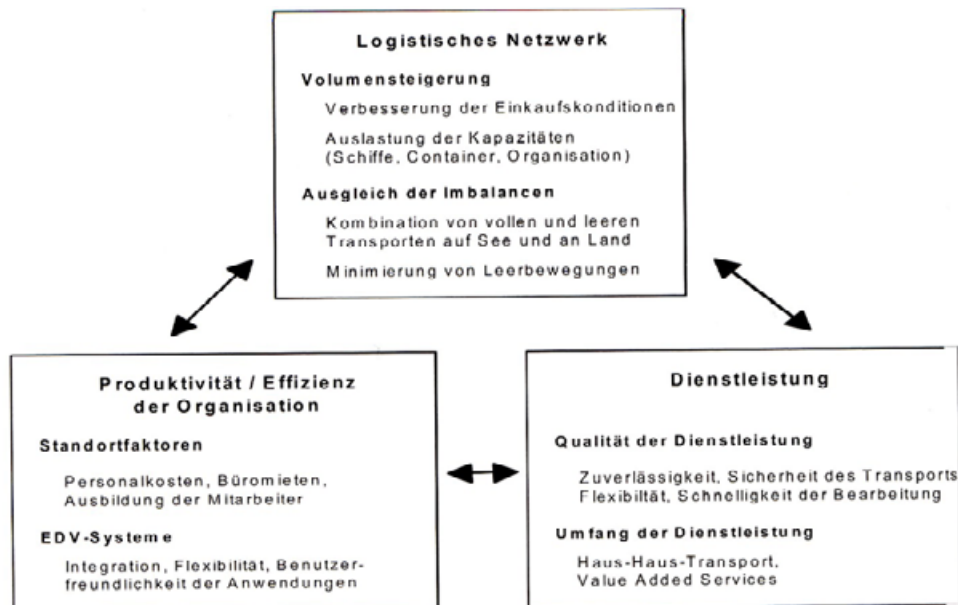 Logistisches Netzwerk
Volumensteigerung
Verbesserung der Einkaufskonditionen
Auslastung der Kapazitäten
(Schiffe, Container, Organisation)
Ausgleich der Imbalancen
Kombination von vollen und leeren
Transporten auf See und an Land
Minimierung von Leerbewegungen
Produktivität / Effizienz
der Organisation
Standortfaktoren
Personalkosten, Büromieten,
Ausbildung der Mitarbeiter
EDV-Systeme
Integration, Flexibilität, Benutzer-
freundlichkeit der Anwendungen
Dienstleistung
Qualität der Dienstleistung
Zuverlässigkeit, Sicherheit des Transports
Flexibiltät, Schnelligkeit der Bearbeitung
Umfang der Dienstleistung
Haus-Haus-Transport,
Value Added Services